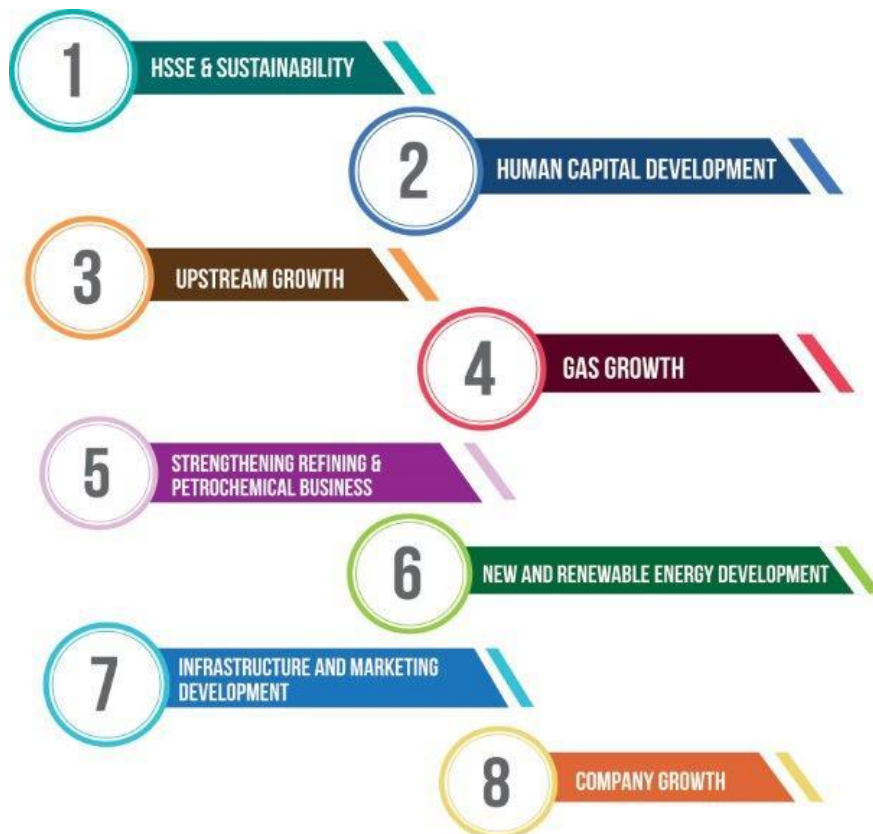 1
HSSE & SUSTAINABILITY
2
HUMAN CAPITAL DEVELOPMENT
3
UPSTREAM GROWTH
4
GAS GROWTH
5
STRENGTHENING REFINING &
PETROCHEMICAL BUSINESS
6
NEW AND RENEWABLE ENERGY DEVELOPMENT
7
INFRASTRUCTURE AND MARKETING
DEVELOPMENT
8
COMPANY GROWTH